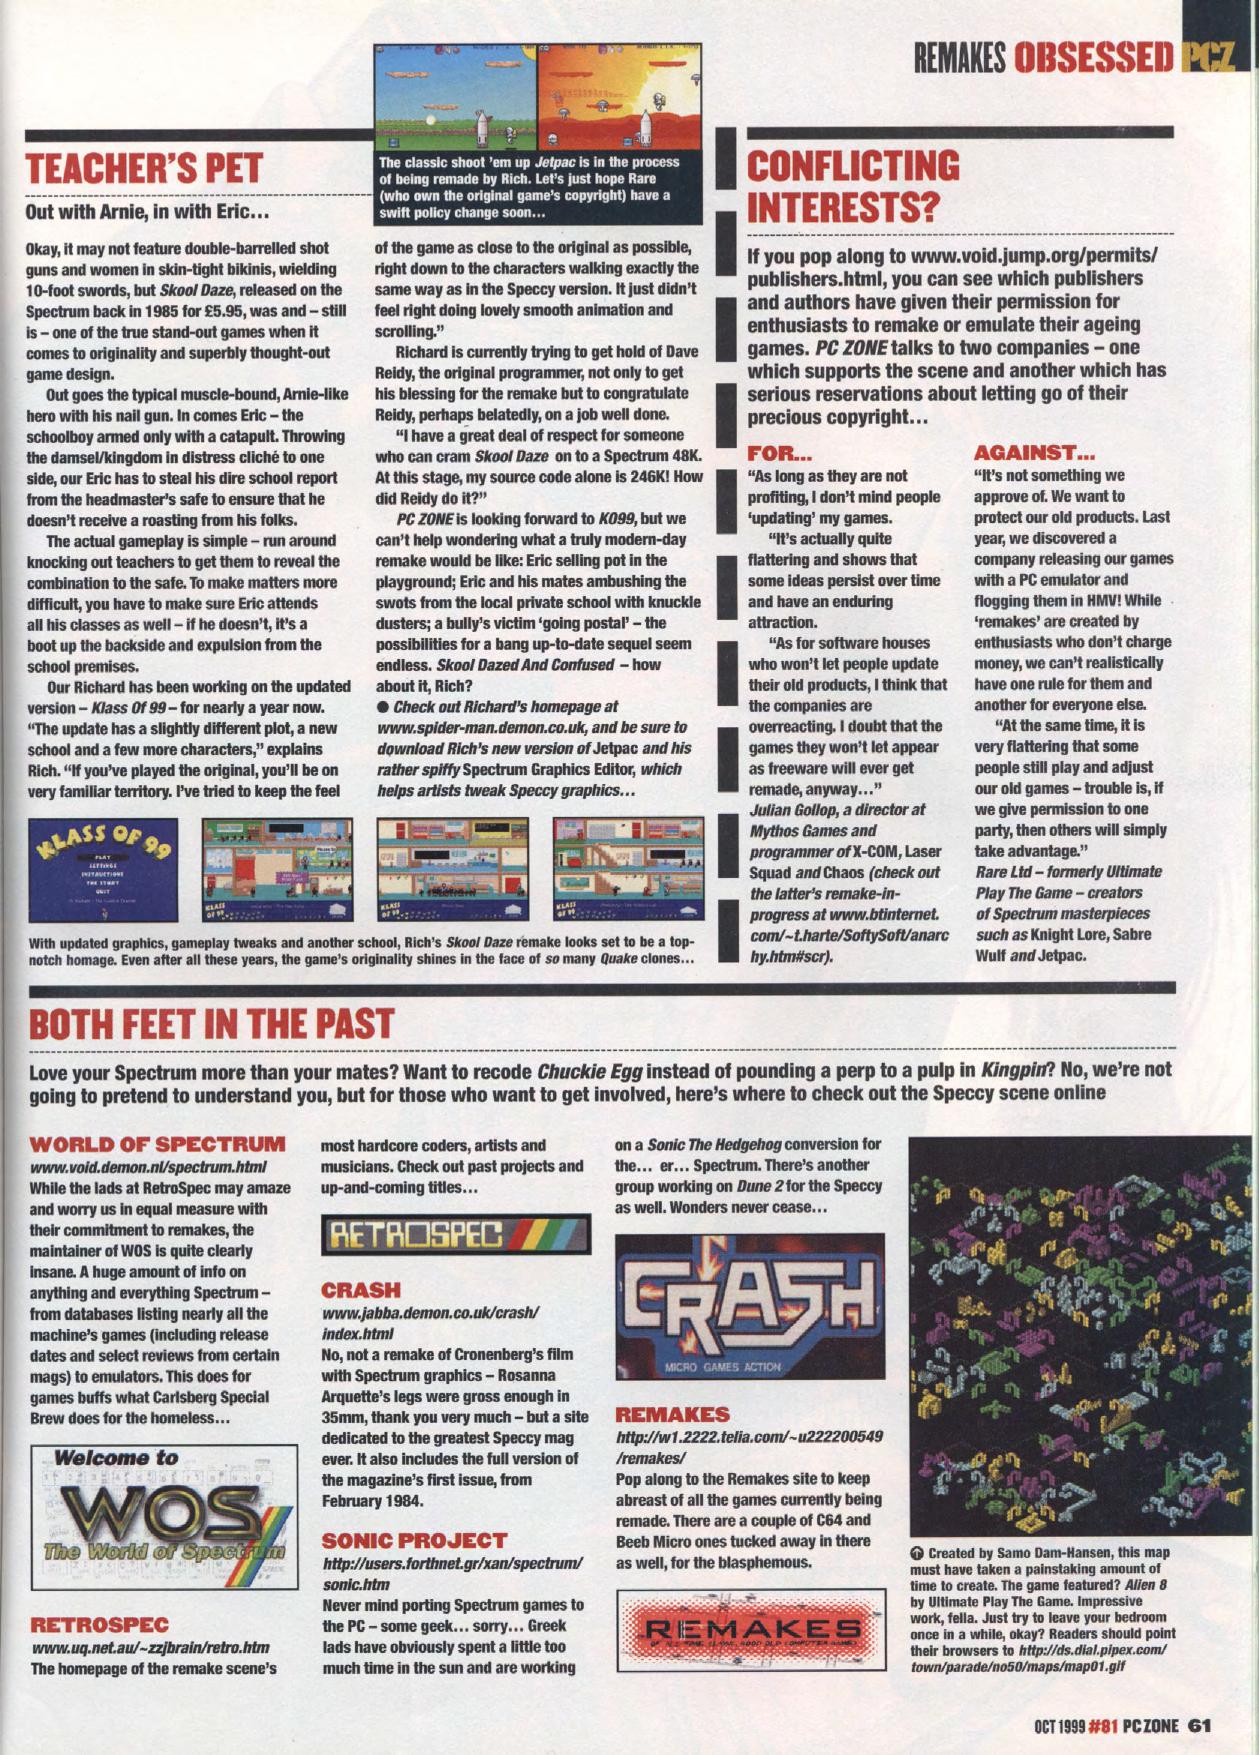 REMAKES OBSESSED PCZ
The classic shoot 'em up Jetpac is in the process
of being remade by Rich. Let's just hope Rare
(who own the original game's copyright) have a
swift policy change soon...
TEACHER'S PET
Out with Arnie, in with Eric...
Okay, it may not feature double-barrelled shot
guns and women in skin-tight bikinis, wielding
10-foot swords, but Skool Daze, released on the
Spectrum back in 1985 for £5.95, was and – still
is – one of the true stand-out games when it
comes to originality and superbly thought-out
game design.
Out goes the typical muscle-bound, Arnie-like
hero with his nail gun. In comes Eric – the
schoolboy armed only with a catapult. Throwing
the damsel/kingdom in distress cliché to one
side, our Eric has to steal his dire school report
from the headmaster's safe to ensure that he
doesn't receive a roasting from his folks.
The actual gameplay is simple – run around
knocking out teachers to get them to reveal the
combination to the safe. To make matters more
difficult, you have to make sure Eric attends
all his classes as well – if he doesn't, it's a
boot up the backside and expulsion from the
school premises.
Our Richard has been working on the updated
version – Klass Of 99 – for nearly a year now.
"The update has a slightly different plot, a new
school and a few more characters," explains
Rich. "If you've played the original, you'll be on
very familiar territory. I've tried to keep the feel
of the game as close to the original as possible,
right down to the characters walking exactly the
same way as in the Speccy version. It just didn't
feel right doing lovely smooth animation and
scrolling."
Richard is currently trying to get hold of Dave
Reidy, the original programmer, not only to get
his blessing for the remake but to congratulate
Reidy, perhaps belatedly, on a job well done.
"I have a great deal of respect for someone
who can cram Skool Daze on to a Spectrum 48K.
At this stage, my source code alone is 246K! How
did Reidy do it?"
PC ZONE is looking forward to KO99, but we
can't help wondering what a truly modern-day
remake would be like: Eric selling pot in the
playground; Eric and his mates ambushing the
swots from the local private school with knuckle
dusters; a bully's victim 'going postal' – the
possibilities for a bang up-to-date sequel seem
endless. Skool Dazed And Confused – how
about it, Rich?
● Check out Richard's homepage at
www.spider-man.demon.co.uk, and be sure to
download Rich's new version of Jetpac and his
rather spiffy Spectrum Graphics Editor, which
helps artists tweak Speccy graphics...
KLASS OF 99
PLAY
SETTINGS
INSTRUCTIONS
THE STORY
QUIT
KLASS
OF 99
KLASS
OF 99
KLASS
OF 99
With updated graphics, gameplay tweaks and another school, Rich's Skool Daze remake looks set to be a top-
notch homage. Even after all these years, the game's originality shines in the face of so many Quake clones...
CONFLICTING
INTERESTS?
If you pop along to www.void.jump.org/permits/
publishers.html, you can see which publishers
and authors have given their permission for
enthusiasts to remake or emulate their ageing
games. PC ZONE talks to two companies – one
which supports the scene and another which has
serious reservations about letting go of their
precious copyright...
FOR...
"As long as they are not
profiting, I don't mind people
'updating' my games.
"It's actually quite
flattering and shows that
some ideas persist over time
and have an enduring
attraction.
"As for software houses
who won't let people update
their old products, I think that
the companies are
overreacting. I doubt that the
games they won't let appear
as freeware will ever get
remade, anyway..."
Julian Gollop, a director at
Mythos Games and
programmer of X-COM, Laser
Squad and Chaos (check out
the latter's remake-in-
progress at www.btinternet.
com/~t.harte/SoftySoft/anarc
hy.htm#scr).
AGAINST...
"It's not something we
approve of. We want to
protect our old products. Last
year, we discovered a
company releasing our games
with a PC emulator and
flogging them in HMV! While
'remakes' are created by
enthusiasts who don't charge
money, we can't realistically
have one rule for them and
another for everyone else.
"At the same time, it is
very flattering that some
people still play and adjust
our old games – trouble is, if
we give permission to one
party, then others will simply
take advantage."
Rare Ltd – formerly Ultimate
Play The Game – creators
of Spectrum masterpieces
such as Knight Lore, Sabre
Wulf and Jetpac.
BOTH FEET IN THE PAST
Love your Spectrum more than your mates? Want to recode Chuckie Egg instead of pounding a perp to a pulp in Kingpin? No, we're not
going to pretend to understand you, but for those who want to get involved, here's where to check out the Speccy scene online
WORLD OF SPECTRUM
www.void.demon.nl/spectrum.html
While the lads at RetroSpec may amaze
and worry us in equal measure with
their commitment to remakes, the
maintainer of WOS is quite clearly
insane. A huge amount of info on
anything and everything Spectrum –
from databases listing nearly all the
machine's games (including release
dates and select reviews from certain
mags) to emulators. This does for
games buffs what Carlsberg Special
Brew does for the homeless...
Welcome to
WOS
The World of Spectrum
RETROSPEC
www.uq.net.au/~zzjbrain/retro.htm
The homepage of the remake scene's
most hardcore coders, artists and
musicians. Check out past projects and
up-and-coming titles...
RETROSPEC
CRASH
www.jabba.demon.co.uk/crash/
index.html
No, not a remake of Cronenberg's film
with Spectrum graphics – Rosanna
Arquette's legs were gross enough in
35mm, thank you very much – but a site
dedicated to the greatest Speccy mag
ever. It also includes the full version of
the magazine's first issue, from
February 1984.
SONIC PROJECT
http://users.forthnet.gr/xan/spectrum/
sonic.htm
Never mind porting Spectrum games to
the PC – some geek... sorry... Greek
lads have obviously spent a little too
much time in the sun and are working
on a Sonic The Hedgehog conversion for
the... er... Spectrum. There's another
group working on Dune 2 for the Speccy
as well. Wonders never cease...
CRASH
MICRO GAMES ACTION
REMAKES
http://w1.2222.telia.com/~u222200549
/remakes/
Pop along to the Remakes site to keep
abreast of all the games currently being
remade. There are a couple of C64 and
Beeb Micro ones tucked away in there
as well, for the blasphemous.
REMAKES
OF ALL TIME CLASSIC GOOD OLD COMPUTER GAMES
Created by Samo Dam-Hansen, this map
must have taken a painstaking amount of
time to create. The game featured? Alien 8
by Ultimate Play The Game. Impressive
work, fella. Just try to leave your bedroom
once in a while, okay? Readers should point
their browsers to http://ds.dial.pipex.com/
town/parade/no50/maps/map01.gif
OCT 1999 #81 PC ZONE 61